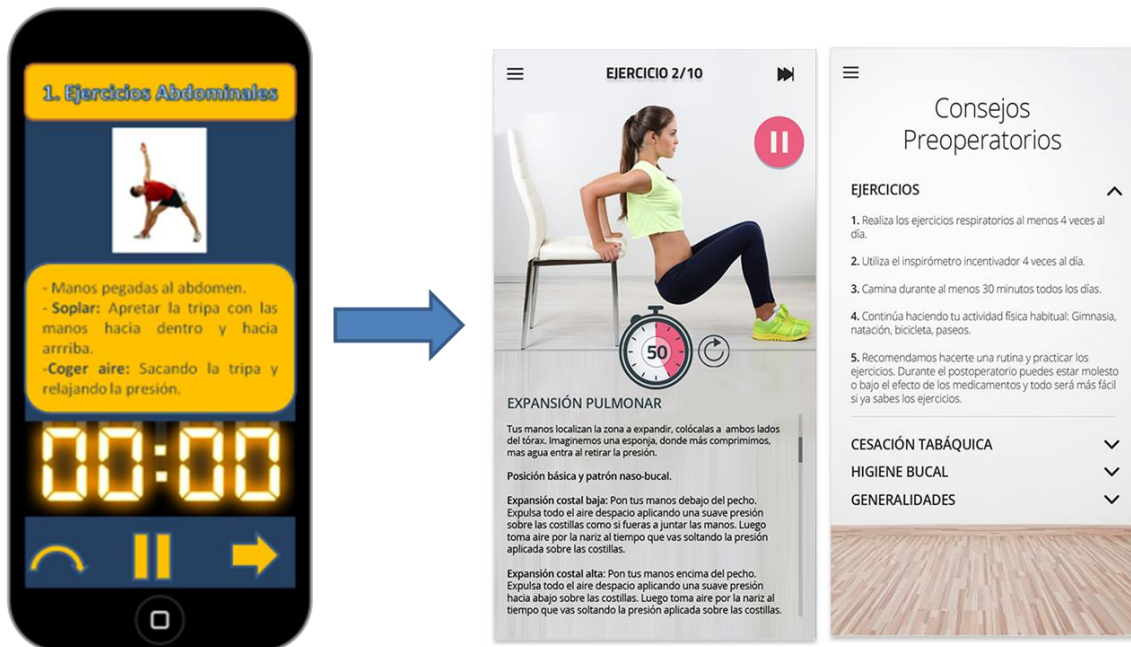 1. Ejercicios Abdominales
- Manos pegadas al abdomen.
- Soplar: Apretar la tripa con las
manos hacia dentro y hacia
arrriba.
-Coger aire: Sacando la tripa y
relajando la presión.
00:00
EJERCICIO 2/10
50
EXPANSIÓN PULMONAR
Tus manos localizan la zona a expandir, colócalas a ambos lados
del tórax. Imaginemos una esponja, donde más comprimimos,
mas agua entra al retirar la presión.
Posición básica y patrón naso-bucal.
Expansión costal baja: Pon tus manos debajo del pecho.
Expulsa todo el aire despacio aplicando una suave presión
sobre las costillas como si fueras a juntar las manos. Luego
toma aire por la nariz al tiempo que vas soltando la presión
aplicada sobre las costillas.
Expansión costal alta: Pon tus manos encima del pecho.
Expulsa todo el aire despacio aplicando una suave presión
hacia abajo sobre las costillas. Luego toma aire por la nariz al
tiempo que vas soltando la presión aplicada sobre las costillas.
Consejos
Preoperatorios
EJERCICIOS
1. Realiza los ejercicios respiratorios al menos 4 veces al
día.
2. Utiliza el inspirómetro incentivador 4 veces al día.
3. Camina durante al menos 30 minutos todos los días.
4. Continúa haciendo tu actividad física habitual: Gimnasia,
natación, bicicleta, paseos.
5. Recomendamos hacerte una rutina y practicar los
ejercicios. Durante el postoperatorio puedes estar molesto
o bajo el efecto de los medicamentos y todo será más fácil
si ya sabes los ejercicios.
CESACIÓN TABÁQUICA
HIGIENE BUCAL
GENERALIDADES